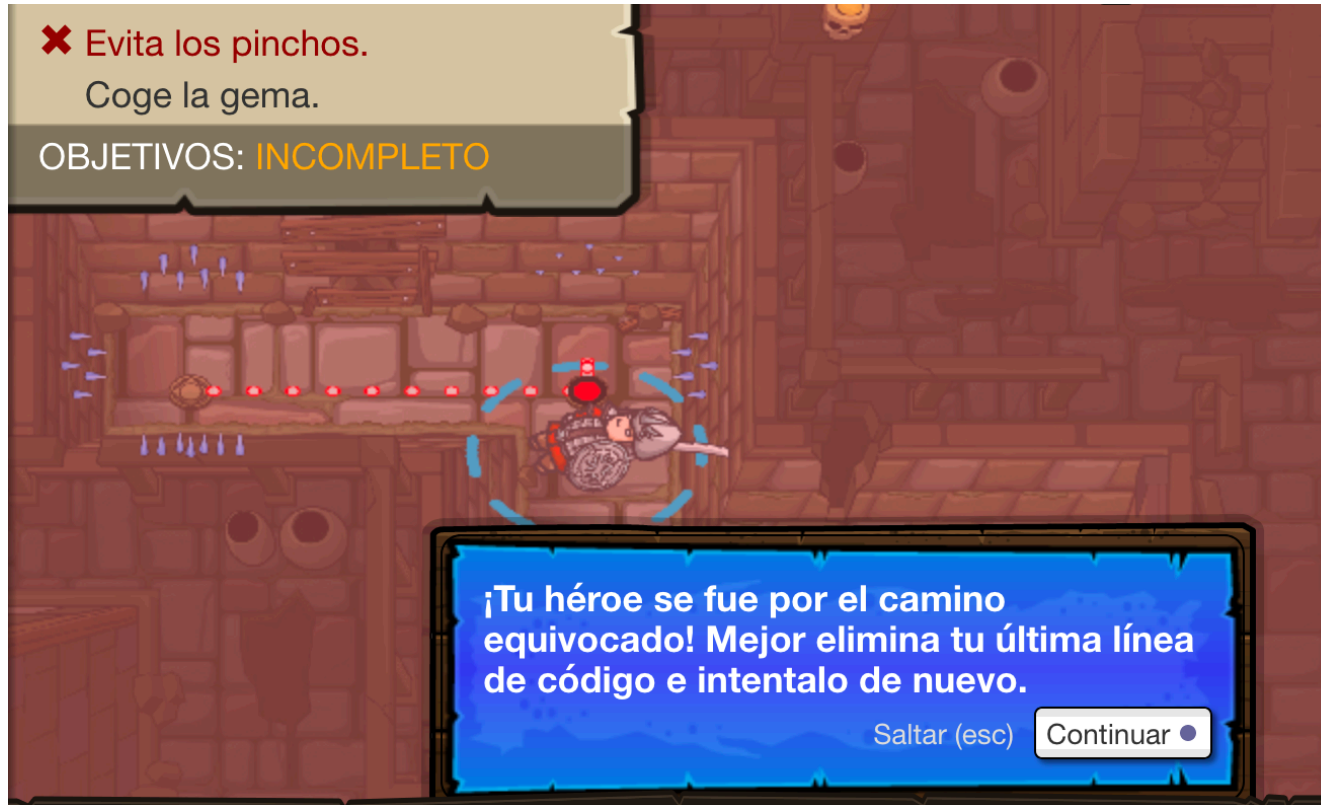 ✖ Evita los pinchos.
Coge la gema.
OBJETIVOS: INCOMPLETO
¡Tu héroe se fue por el camino
equivocado! Mejor elimina tu última línea
de código e intentalo de nuevo.
Saltar (esc) Continuar